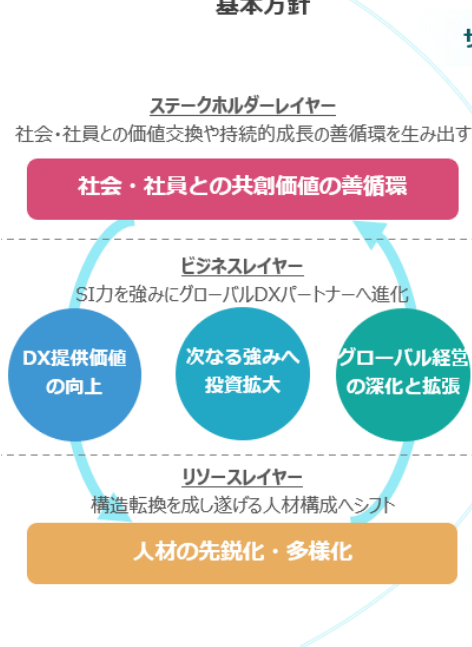 基本方針
ステークホルダーレイヤー
社会・社員との価値交換や持続的成長の善循環を生み出す
社会・社員との共創価値の善循環
ビジネスレイヤー
SI力を強みにグローバルDXパートナーへ進化
DX提供価値
の向上
次なる強みへ
投資拡大
グローバル経営
の深化と拡張
リソースレイヤー
構造転換を成し遂げる人材構成へシフト
人材の先鋭化・多様化